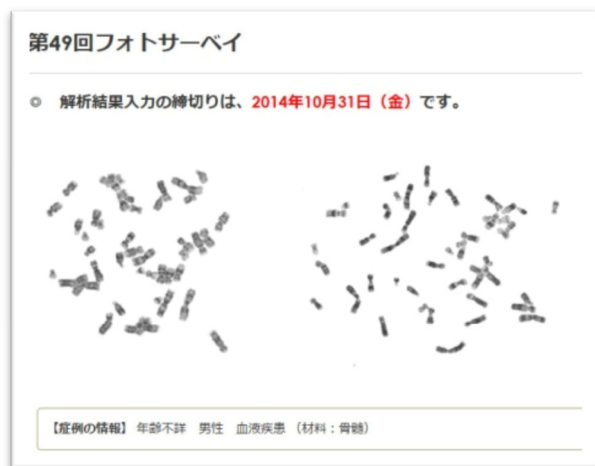 第49回フォトサーベイ
◎ 解析結果入力の締切りは、2014年10月31日（金）です。
【症例の情報】 年齢不詳 男性 血液疾患 （材料：骨髄）